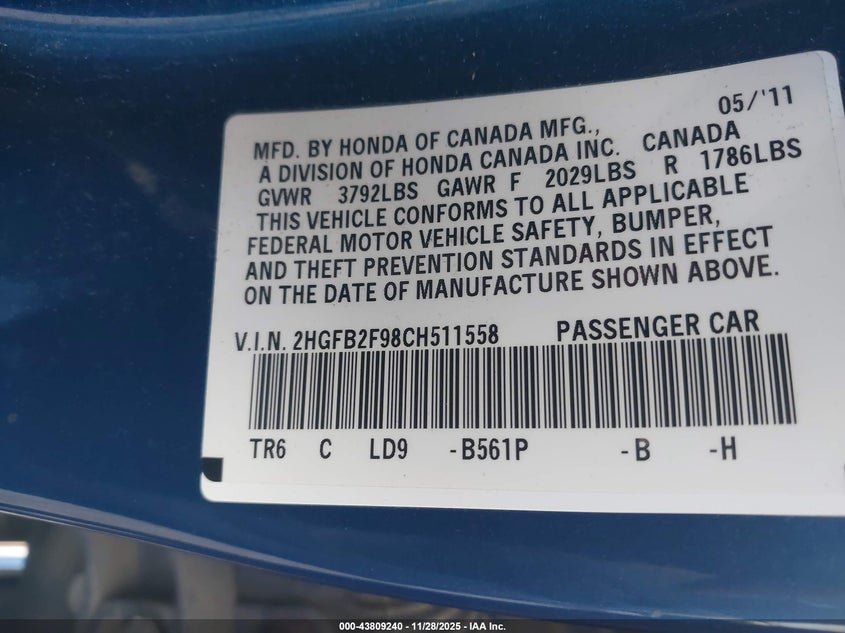 05/'11
MFD. BY HONDA OF CANADA MFG.,
A DIVISION OF HONDA CANADA INC. CANADA
GVWR 3792LBS GAWR F 2029LBS R 1786LBS
THIS VEHICLE CONFORMS TO ALL APPLICABLE
FEDERAL MOTOR VEHICLE SAFETY, BUMPER,
AND THEFT PREVENTION STANDARDS IN EFFECT
ON THE DATE OF MANUFACTURE SHOWN ABOVE.
V.I.N. 2HGFB2F98CH511558 PASSENGER CAR
TR6 C LD9 -B561P -B -H
000-43809240 - 11/28/2025 - IAA Inc.